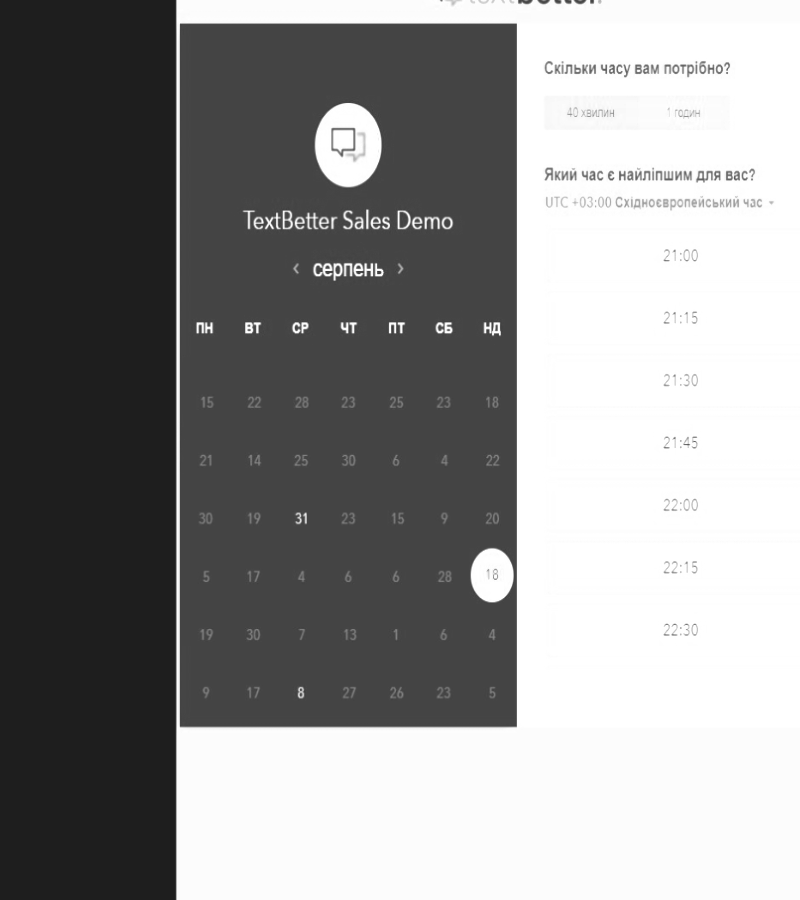 textbetter
TextBetter Sales Demo
‹ серпень ›
ПН ВТ СР ЧТ ПТ СБ НД
15 22 28 23 25 23 18
21 14 25 30 6 4 22
30 19 31 23 15 9 20
5 17 4 6 6 28 18
19 30 7 13 1 6 4
9 17 8 27 26 23 5
Скільки часу вам потрібно?
40 хвилин 1 годин
Який час є найліпшим для вас?
UTC +03:00 Східноєвропейський час
21:00
21:15
21:30
21:45
22:00
22:15
22:30